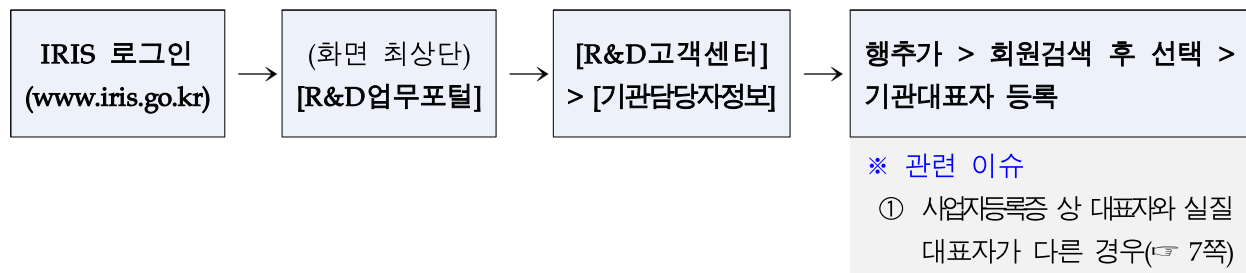 IRIS 로그인
(www.iris.go.kr)
→
(화면 최상단)
[R&D업무포털]
→
[R&D고객센터]
> [기관담당자정보]
→
행추가 > 회원검색 후 선택 >
기관대표자 등록
※ 관련 이슈
① 사업자등록증 상 대표자와 실질
대표자가 다른 경우(☞ 7쪽)